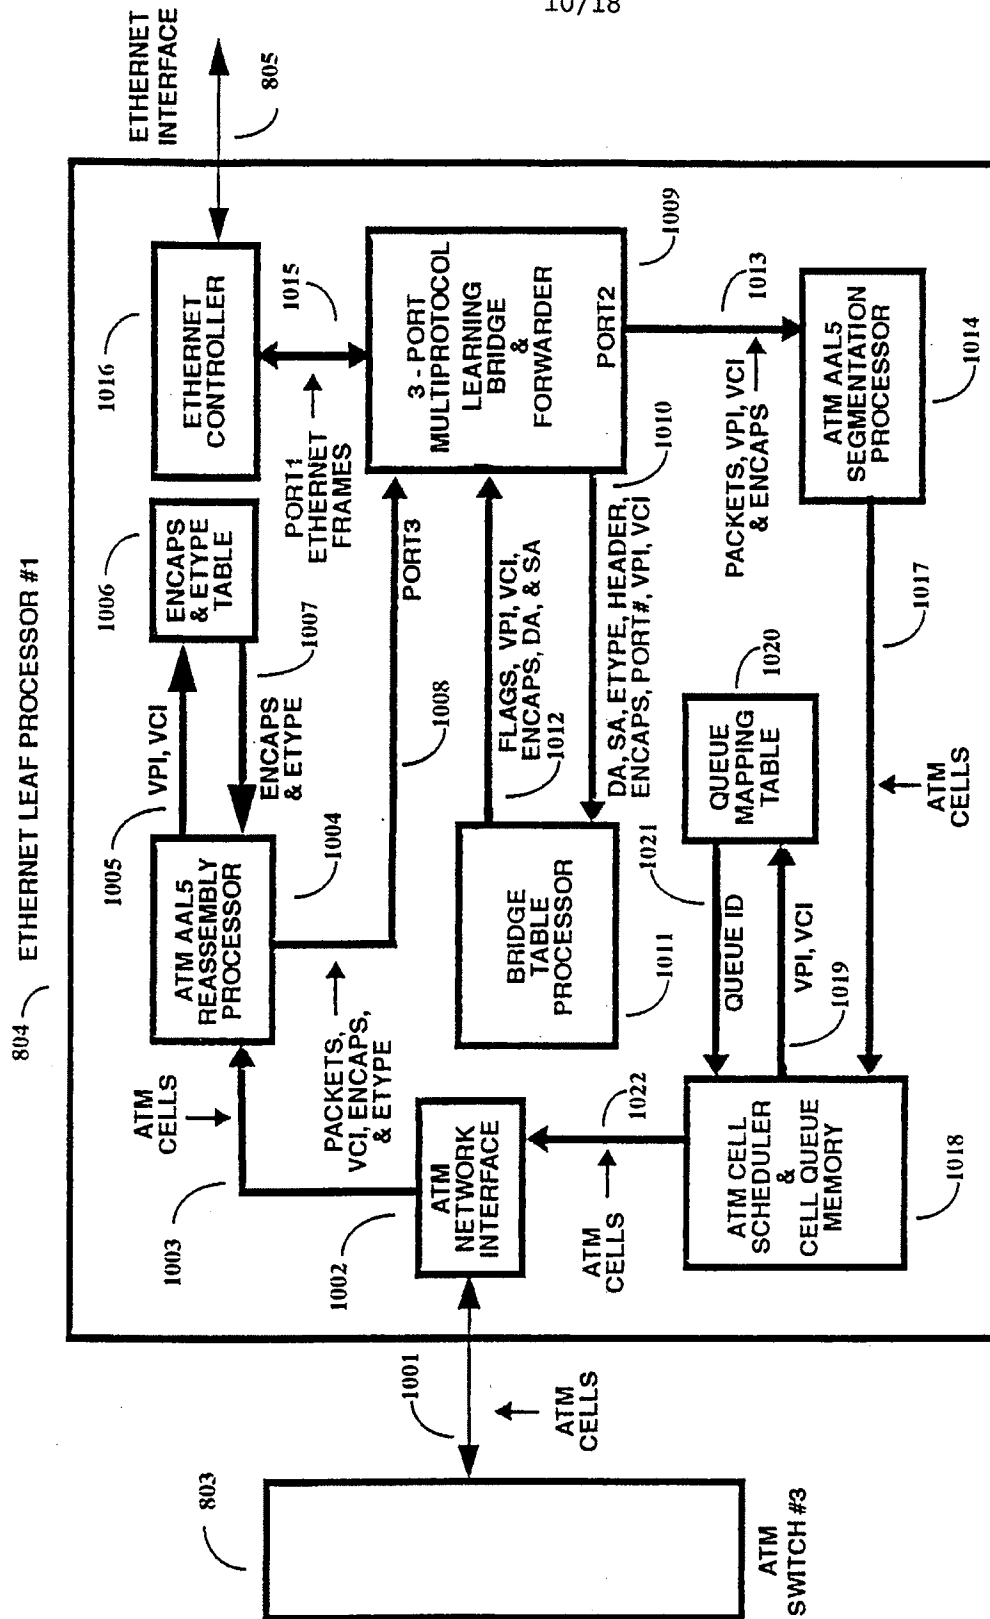 10/18
804
ETHERNET LEAF PROCESSOR #1
ETHERNET
INTERFACE
805
1016
ETHERNET
CONTROLLER
1015
PORT1
ETHERNET
FRAMES
1006
ENCAPS
& ETYPE
TABLE
1007
ENCAPS
& ETYPE
1005
VPI, VCI
ATM AAL5
REASSEMBLY
PROCESSOR
1004
1008
PORT3
3 - PORT
MULTIPROTOCOL
LEARNING
BRIDGE
&
FORWARDER
PORT2
1009
1010
DA, SA, ETYPE, HEADER,
ENCAPS, PORT#, VPI, VCI
FLAGS, VPI, VCI,
ENCAPS, DA, & SA
1012
BRIDGE
TABLE
PROCESSOR
1011
1013
PACKETS, VPI, VCI
& ENCAPS
ATM AAL5
SEGMENTATION
PROCESSOR
1014
1017
ATM
CELLS
1020
QUEUE
MAPPING
TABLE
1021
QUEUE ID
VPI, VCI
1019
ATM CELL
SCHEDULER
&
CELL QUEUE
MEMORY
1018
1022
ATM
CELLS
PACKETS,
VCI, ENCAPS,
& ETYPE
ATM
CELLS
1003
ATM
NETWORK
INTERFACE
1002
1001
ATM
CELLS
803
ATM
SWITCH #3